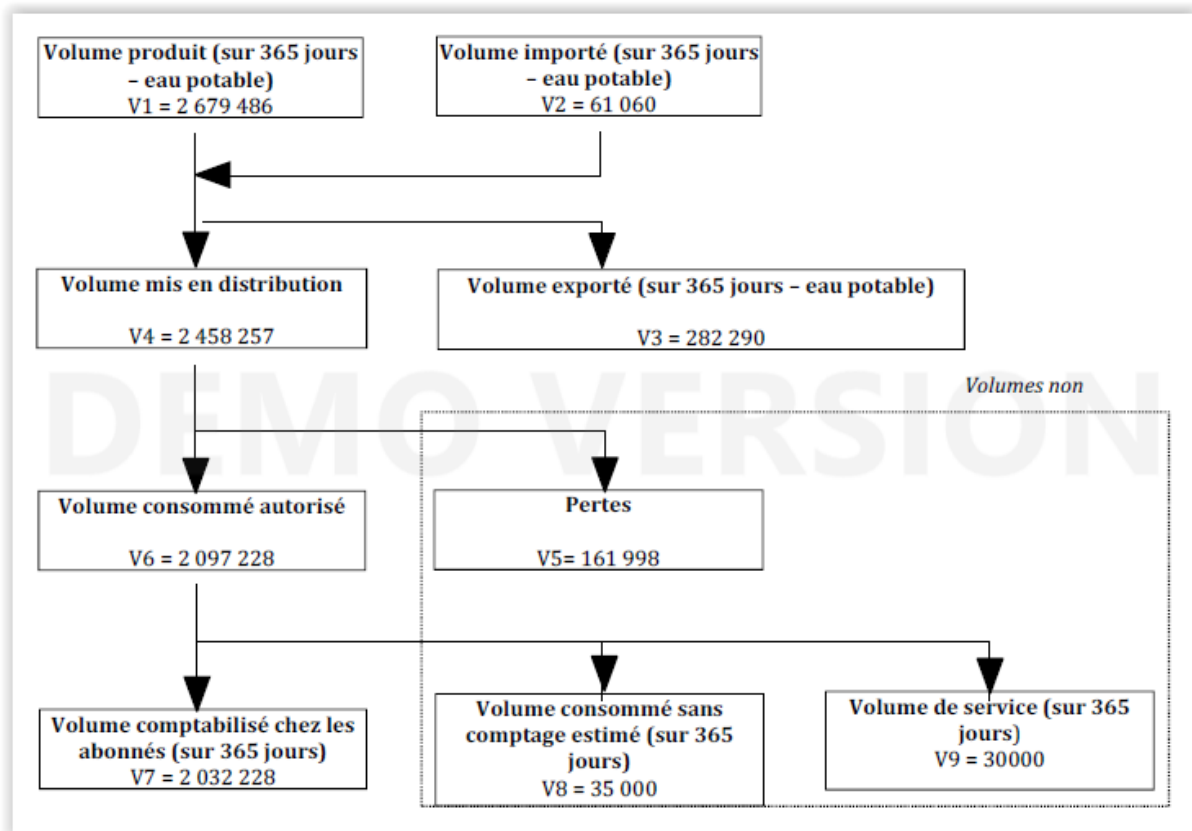 Volume produit (sur 365 jours
– eau potable)
V1 = 2 679 486
Volume importé (sur 365 jours
– eau potable)
V2 = 61 060
Volume mis en distribution
V4 = 2 458 257
Volume exporté (sur 365 jours – eau potable)
V3 = 282 290
DEMO VERSION
Volumes non
Volume consommé autorisé
V6 = 2 097 228
Pertes
V5= 161 998
Volume comptabilisé chez les
abonnés (sur 365 jours)
V7 = 2 032 228
Volume consommé sans
comptage estimé (sur 365
jours)
V8 = 35 000
Volume de service (sur 365
jours)
V9 = 30000